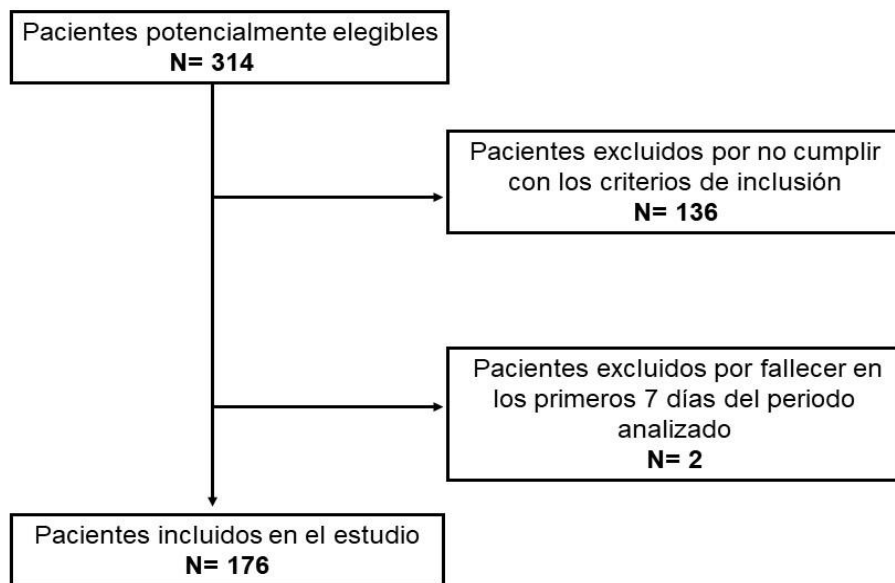 Pacientes potencialmente elegibles
N= 314
Pacientes excluidos por no cumplir
con los criterios de inclusión
N= 136
Pacientes excluidos por fallecer en
los primeros 7 días del periodo
analizado
N= 2
Pacientes incluidos en el estudio
N= 176